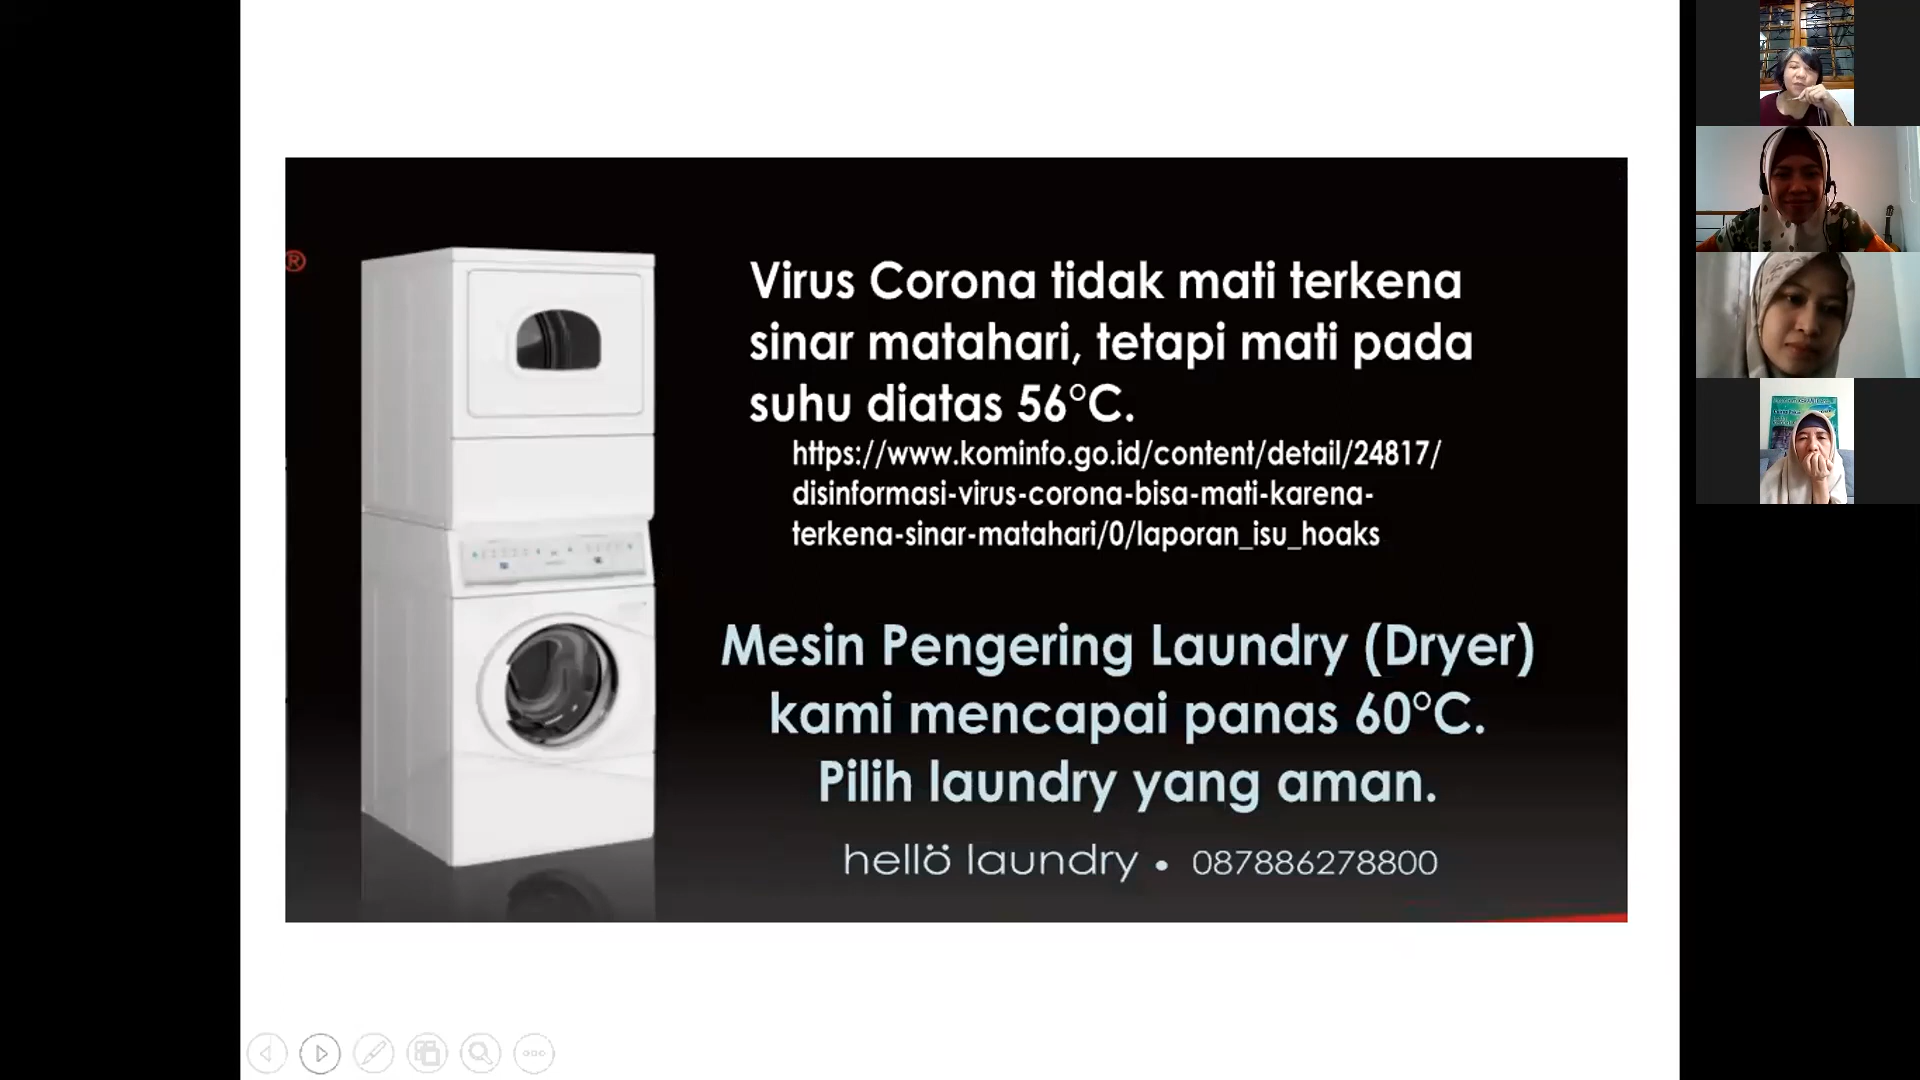 ®
Virus Corona tidak mati terkena
sinar matahari, tetapi mati pada
suhu diatas 56°C.
https://www.kominfo.go.id/content/detail/24817/
disinformasi-virus-corona-bisa-mati-karena-
terkena-sinar-matahari/0/laporan_isu_hoaks
Mesin Pengering Laundry (Dryer)
kami mencapai panas 60°C.
Pilih laundry yang aman.
hellö laundry • 087886278800